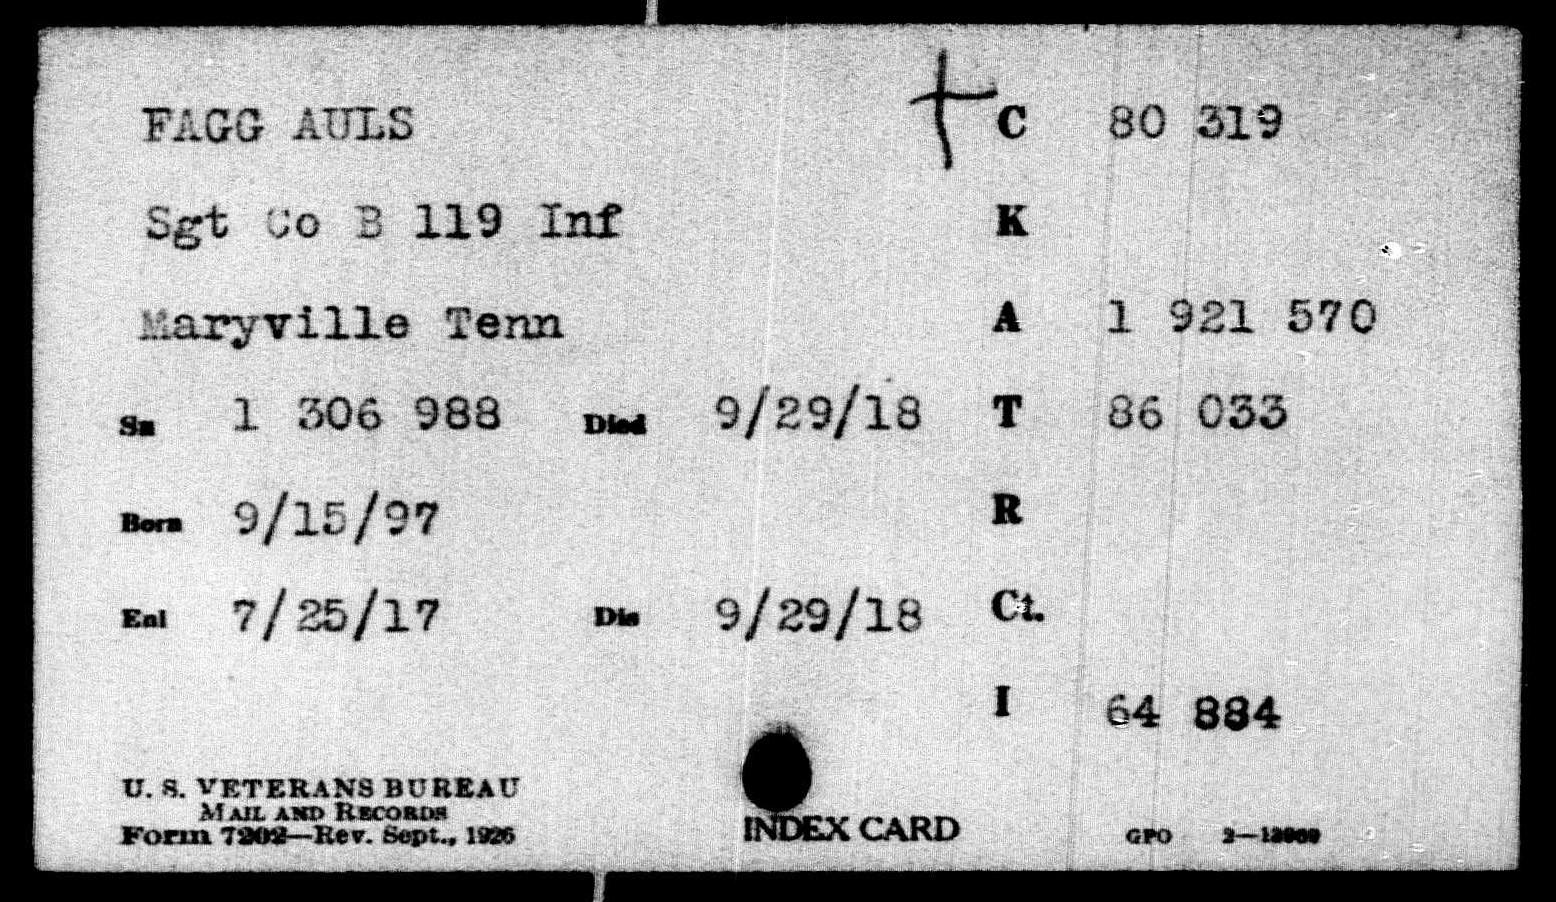 FAGG AULS C 80 319
Sgt Co B 119 Inf K
Maryville Tenn A 1 921 570
Sn 1 306 988 Died 9/29/18 T 86 033
Born 9/15/97 R
Enl 7/25/17 Dis 9/29/18 Ct.
I 64 884
U. S. VETERANS BUREAU
MAIL AND RECORDS
Form 7202—Rev. Sept., 1926
INDEX CARD
GPO